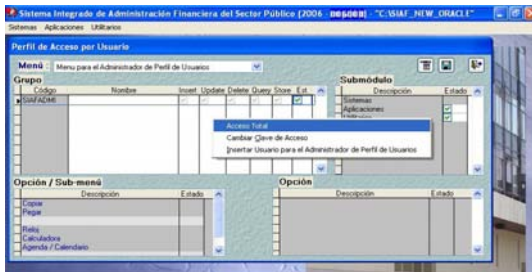 Sistema Integrado de Administración Financiera del Sector Público [2006 - "C:\SIAF_NEW_ORACLE\"
Sistemas Aplicaciones Utilitarios
Perfil de Acceso por Usuario
Menú : Menu para el Administrador de Perfil de Usuarios
Grupo
Submódulo
Código Nombre Insert Update Delete Query Store Est.
Descripción Estado
SIAFADMI
Sistemas
Aplicaciones
Utilitarios
Acceso Total
Cambiar Clave de Acceso
Insertar Usuario para el Administrador de Perfil de Usuarios
Opción / Sub-menú
Opción
Descripción Estado
Descripción Estado
Copiar
Pegar
Reloj
Calculadora
Agenda / Calendario